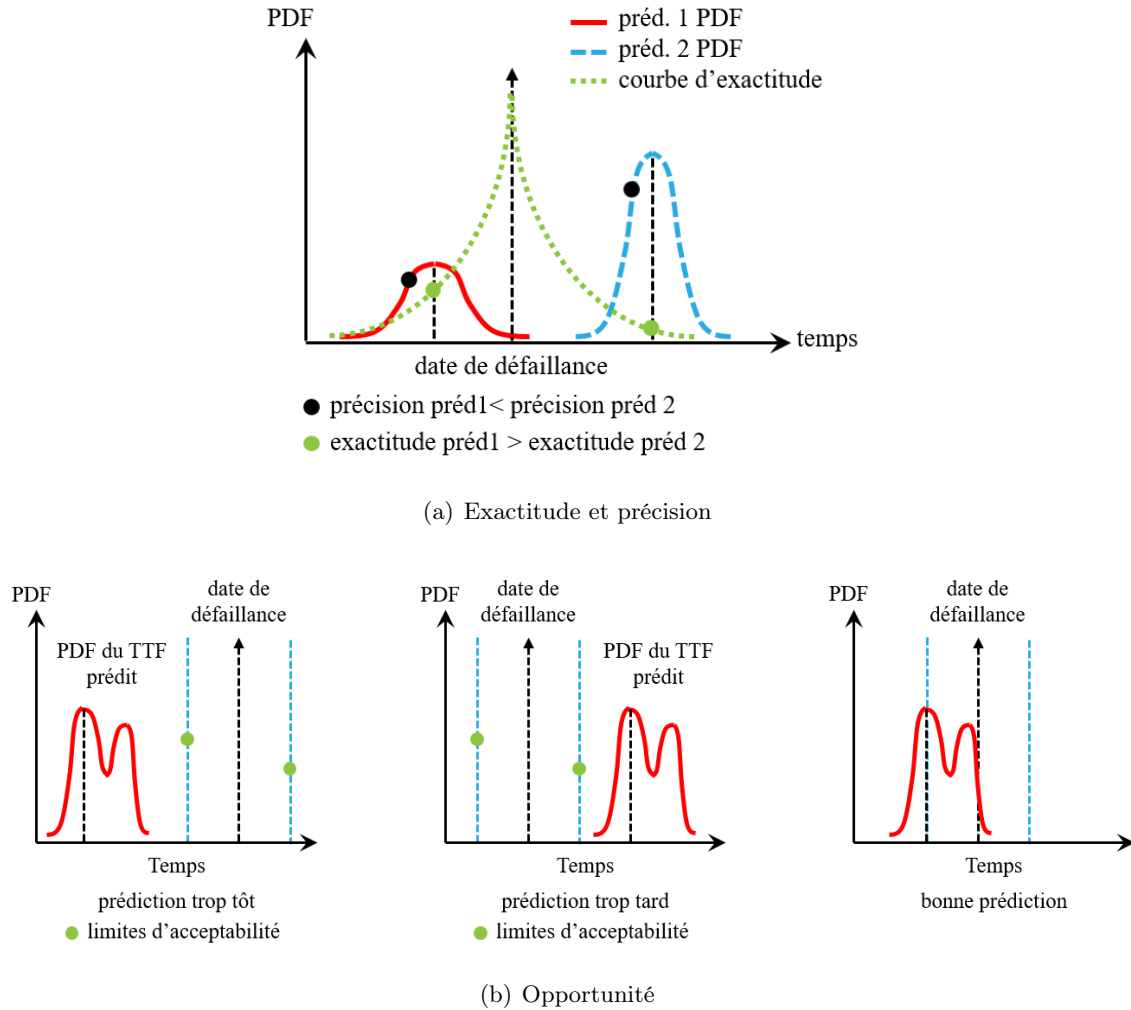 PDF
préd. 1 PDF
préd. 2 PDF
courbe d'exactitude
temps
date de défaillance
précision préd1< précision préd 2
exactitude préd1 > exactitude préd 2
(a) Exactitude et précision
PDF
date de
défaillance
PDF du TTF
prédit
Temps
prédiction trop tôt
limites d'acceptabilité
PDF
date de
défaillance
PDF du TTF
prédit
Temps
prédiction trop tard
limites d'acceptabilité
PDF
date de
défaillance
Temps
bonne prédiction
(b) Opportunité